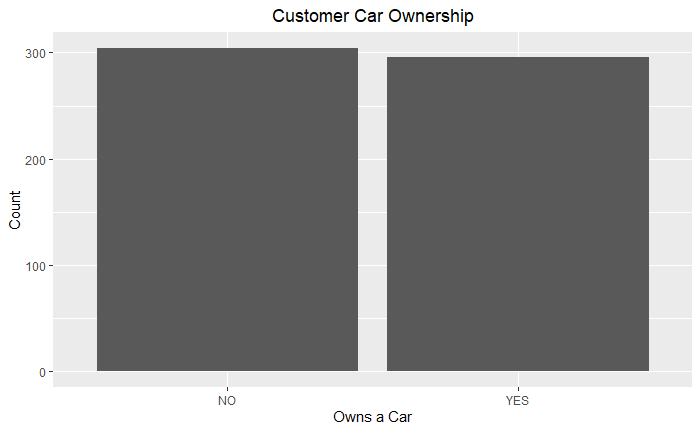 Customer Car Ownership
300
200
100
0
Count
NO
YES
Owns a Car